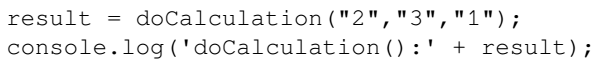 result = doCalculation("2","3","1");
console.log('doCalculation():' + result);